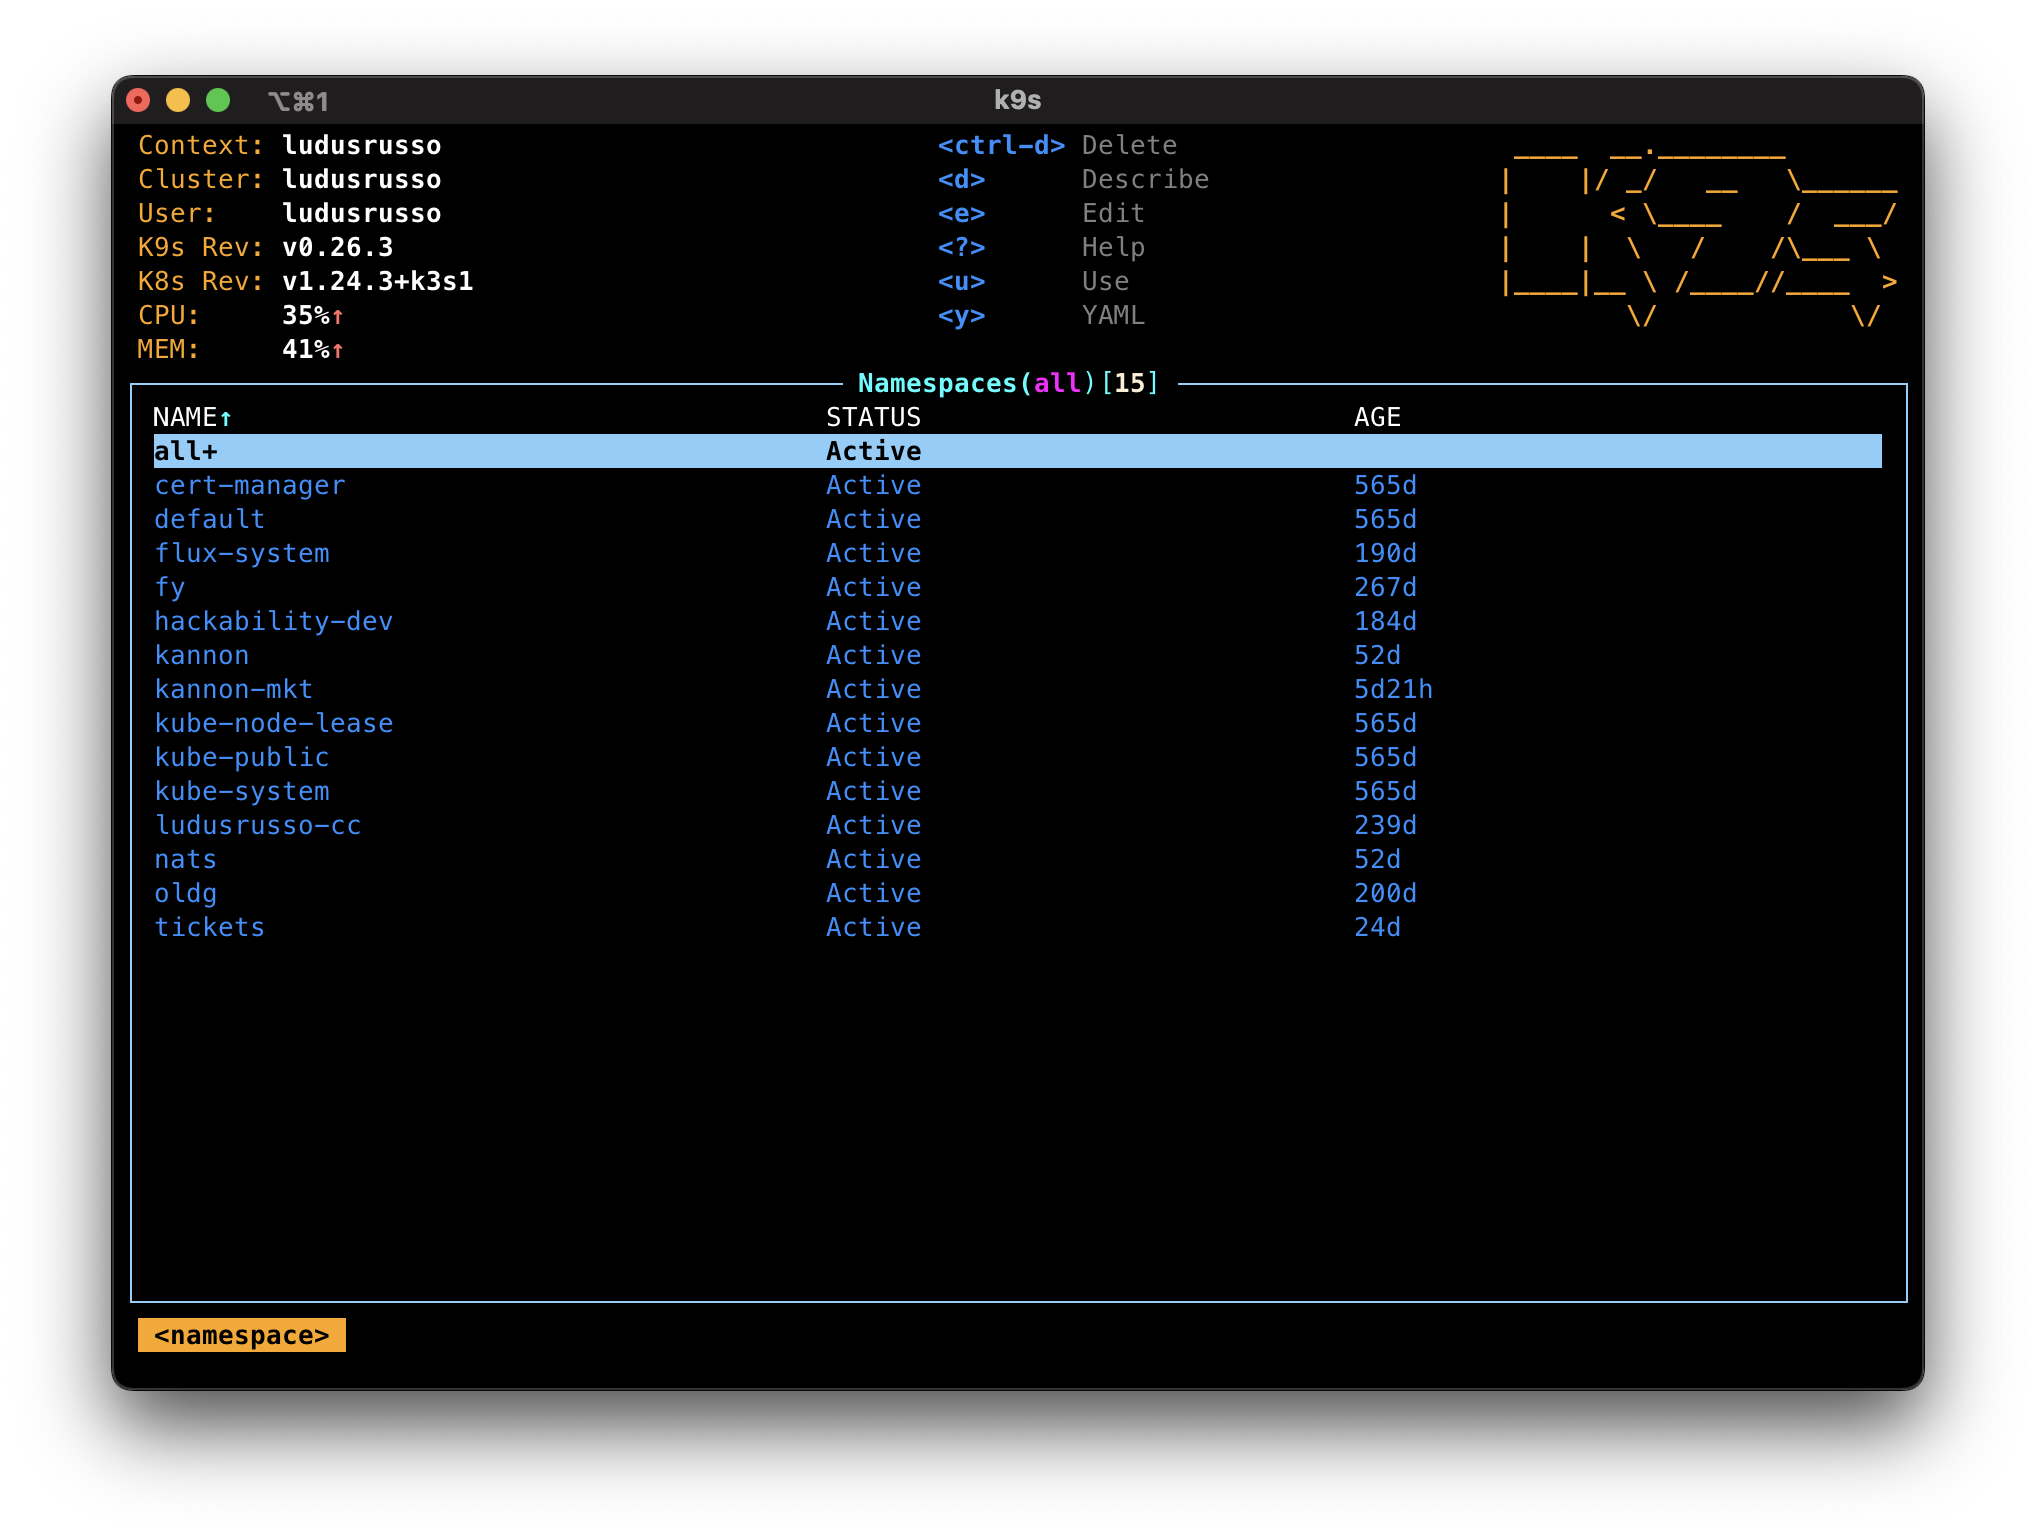 ⌥⌘1 k9s
Context: ludusrusso <ctrl-d> Delete
Cluster: ludusrusso <d> Describe
User: ludusrusso <e> Edit
K9s Rev: v0.26.3 <?> Help
K8s Rev: v1.24.3+k3s1 <u> Use
CPU: 35%↑ <y> YAML
MEM: 41%↑
Namespaces(all)[15]
NAME↑ STATUS AGE
all+ Active
cert-manager Active 565d
default Active 565d
flux-system Active 190d
fy Active 267d
hackability-dev Active 184d
kannon Active 52d
kannon-mkt Active 5d21h
kube-node-lease Active 565d
kube-public Active 565d
kube-system Active 565d
ludusrusso-cc Active 239d
nats Active 52d
oldg Active 200d
tickets Active 24d
<namespace>